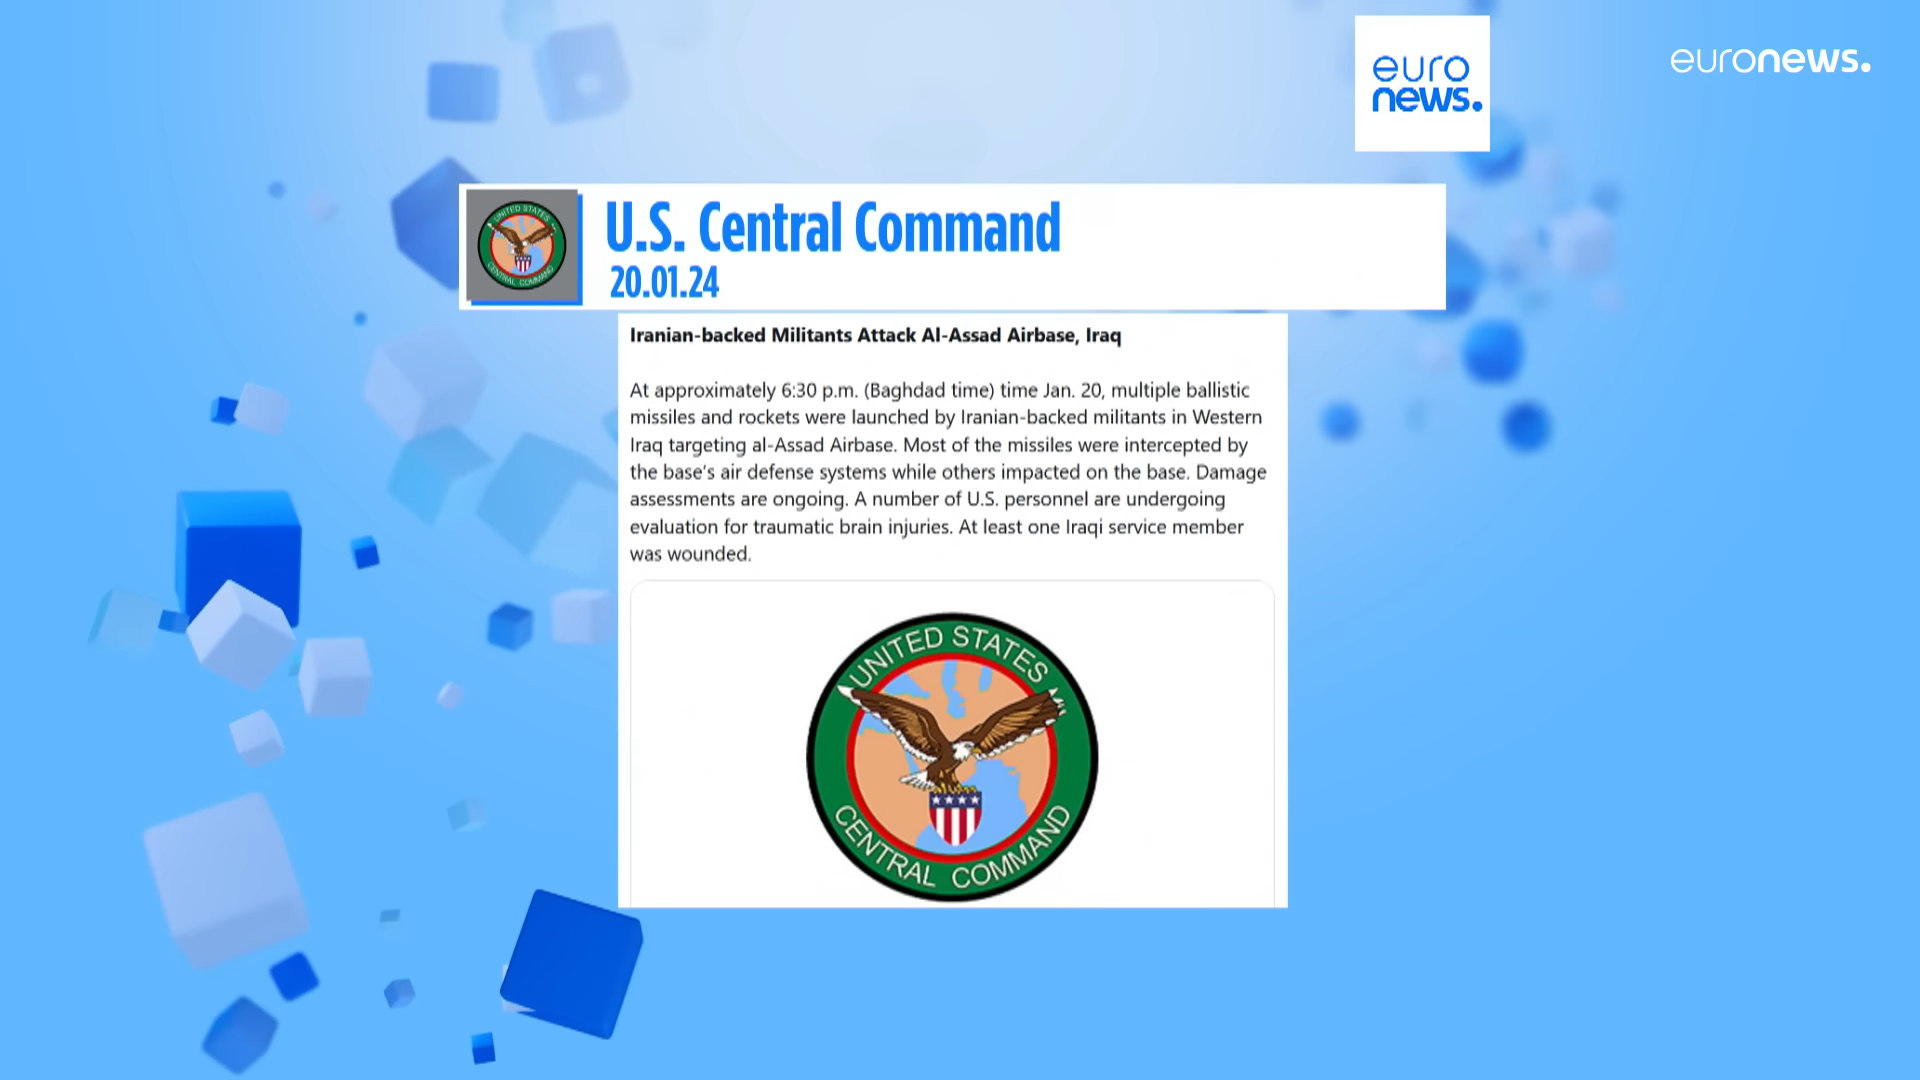 euro
news.
euronews.
UNITED STATES
CENTRAL COMMAND
U.S. Central Command
20.01.24
Iranian-backed Militants Attack Al-Assad Airbase, Iraq
At approximately 6:30 p.m. (Baghdad time) time Jan. 20, multiple ballistic
missiles and rockets were launched by Iranian-backed militants in Western
Iraq targeting al-Assad Airbase. Most of the missiles were intercepted by
the base's air defense systems while others impacted on the base. Damage
assessments are ongoing. A number of U.S. personnel are undergoing
evaluation for traumatic brain injuries. At least one Iraqi service member
was wounded.
UNITED STATES
CENTRAL COMMAND